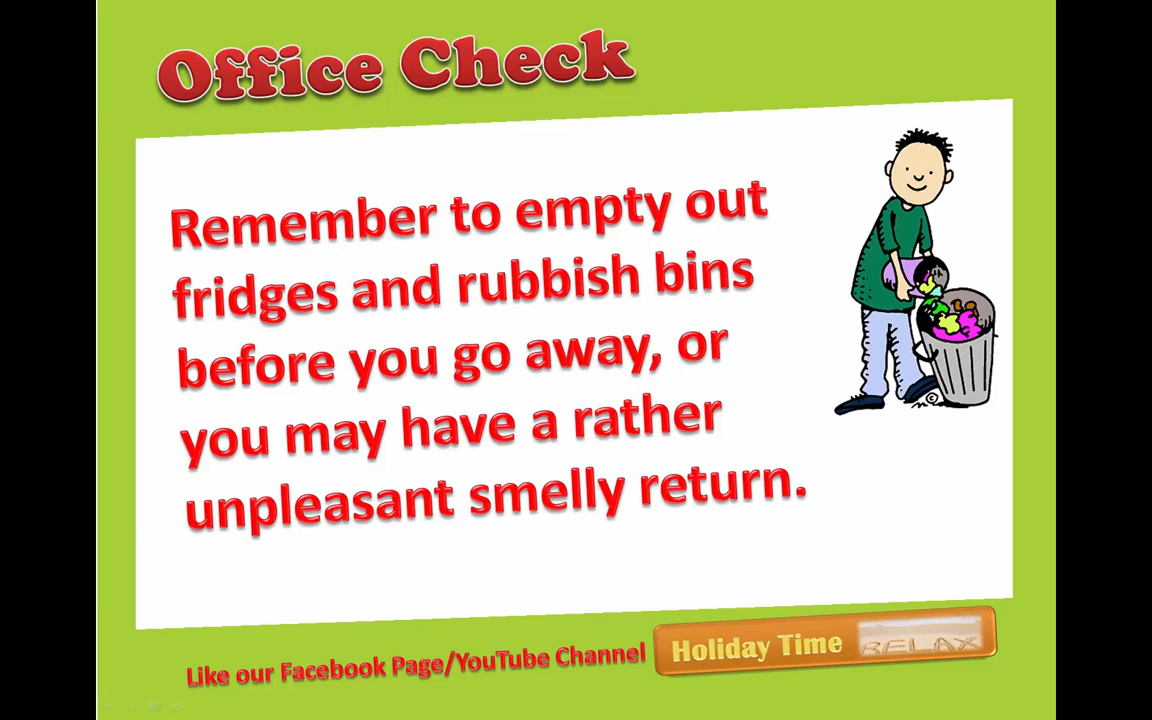 Office Check
Remember to empty out
fridges and rubbish bins
before you go away, or
you may have a rather
unpleasant smelly return.
Like our Facebook Page/YouTube Channel
Holiday Time
RELAX